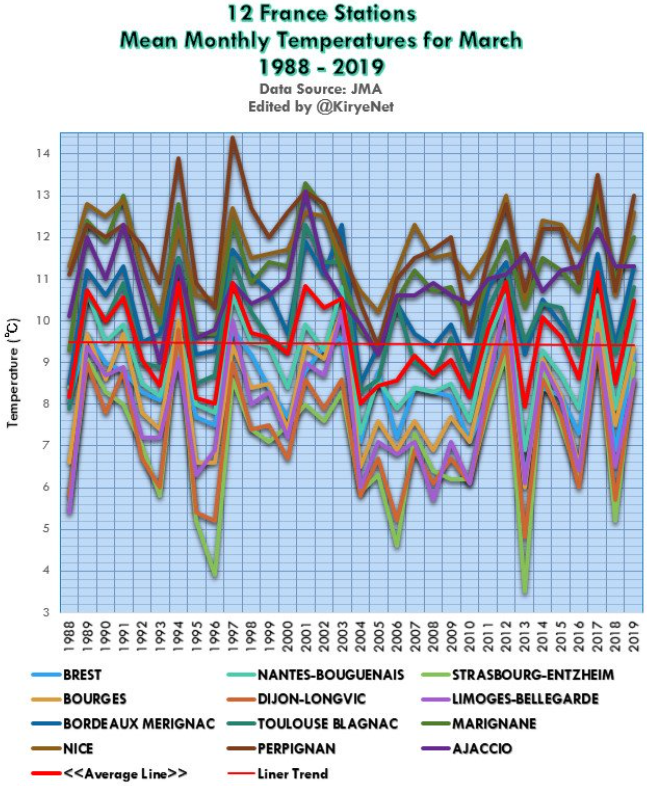 12 France Stations
Mean Monthly Temperatures for March
1988 - 2019
Data Source: JMA
Edited by @KiryeNet
Temperature (℃)
14
13
12
11
10
9
8
7
6
5
4
3
1988 1989 1990 1991 1992 1993 1994 1995 1996 1997 1998 1999 2000 2001 2002 2003 2004 2005 2006 2007 2008 2009 2010 2011 2012 2013 2014 2015 2016 2017 2018 2019
BREST NANTES-BOUGUENAIS STRASBOURG-ENTZHEIM
BOURGES DIJON-LONGVIC LIMOGES-BELLEGARDE
BORDEAUX MERIGNAC TOULOUSE BLAGNAC MARIGNANE
NICE PERPIGNAN AJACCIO
<<Average Line>> Liner Trend